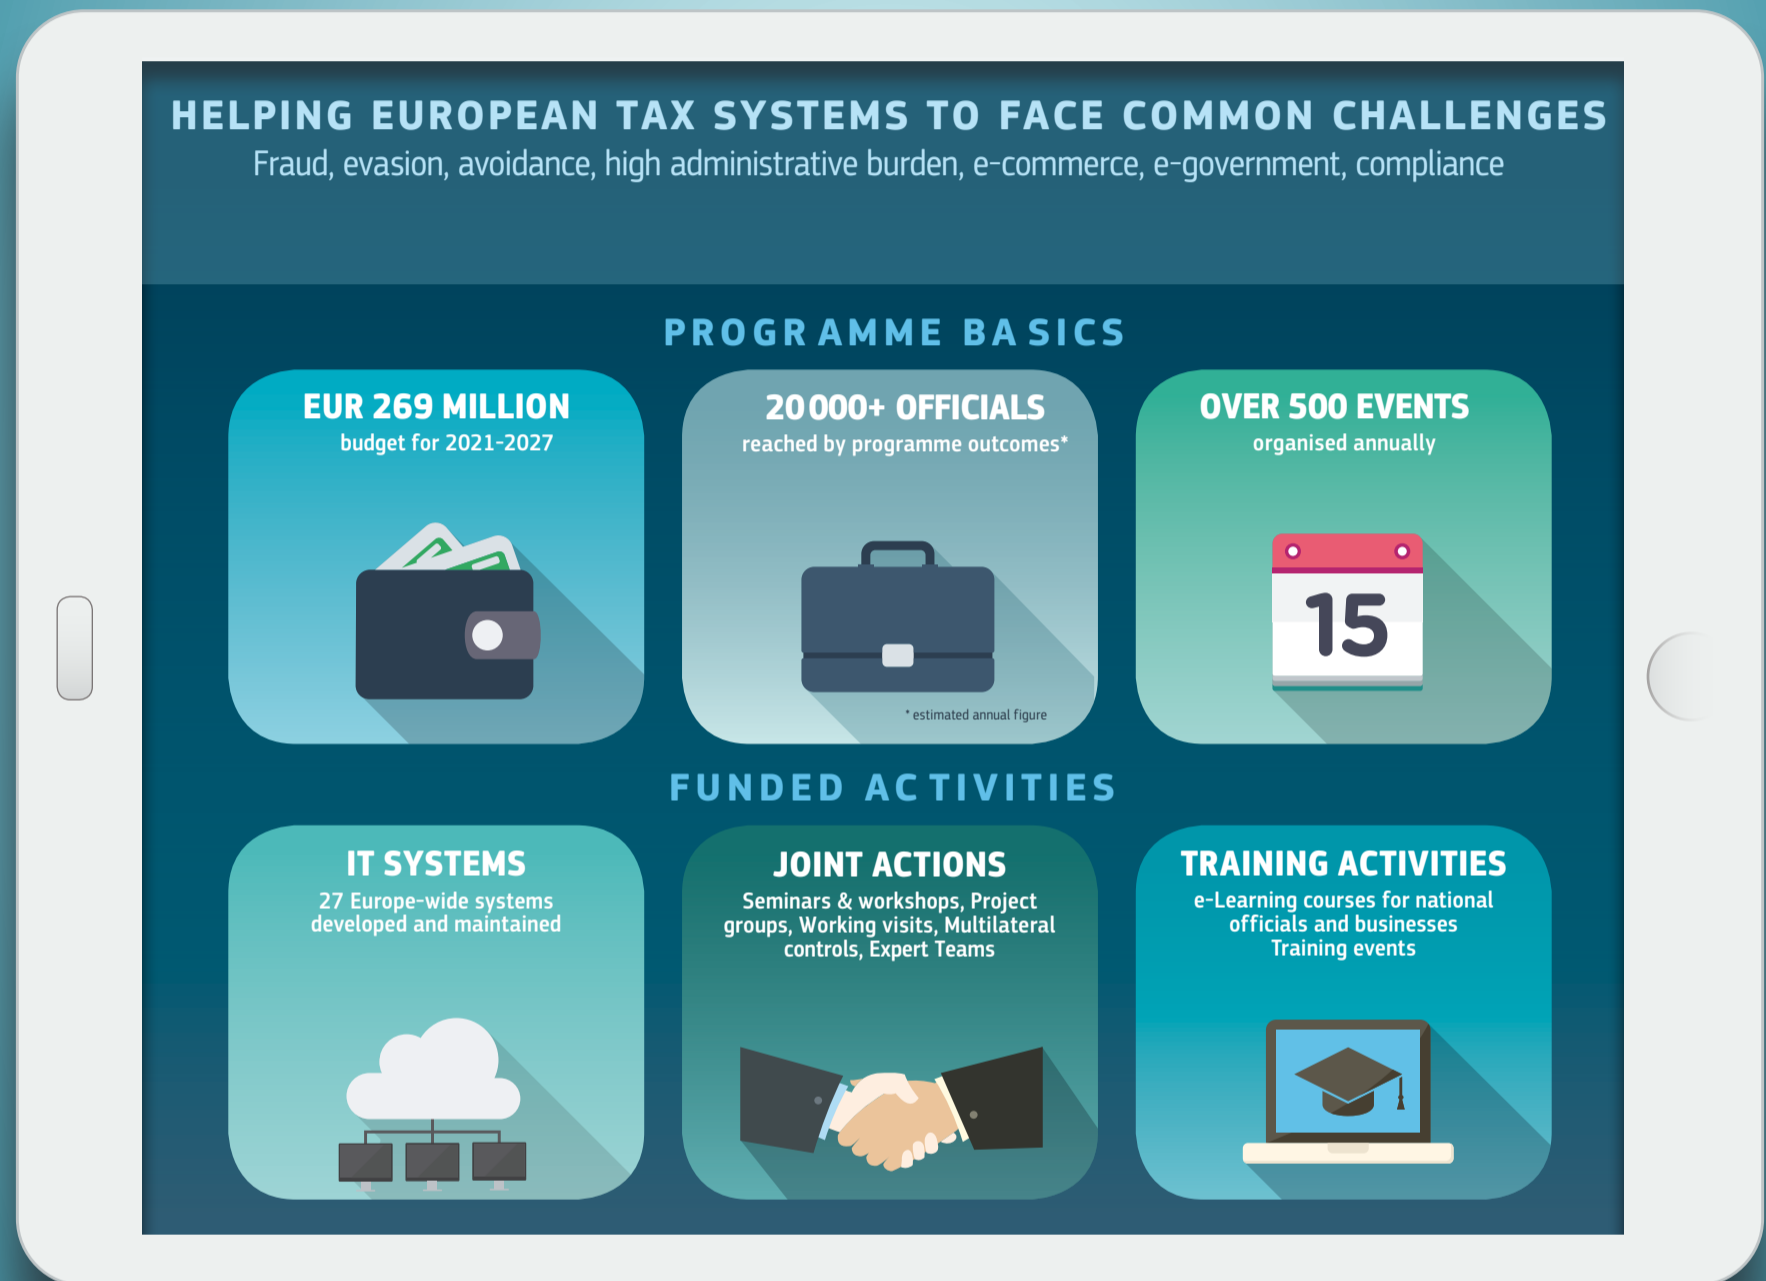 HELPING EUROPEAN TAX SYSTEMS TO FACE COMMON CHALLENGES
Fraud, evasion, avoidance, high administrative burden, e-commerce, e-government, compliance
PROGRAMME BASICS
EUR 269 MILLION
budget for 2021-2027
20 000+ OFFICIALS
reached by programme outcomes*
* estimated annual figure
OVER 500 EVENTS
organised annually
15
FUNDED ACTIVITIES
IT SYSTEMS
27 Europe-wide systems
developed and maintained
JOINT ACTIONS
Seminars & workshops, Project
groups, Working visits, Multilateral
controls, Expert Teams
TRAINING ACTIVITIES
e-Learning courses for national
officials and businesses
Training events